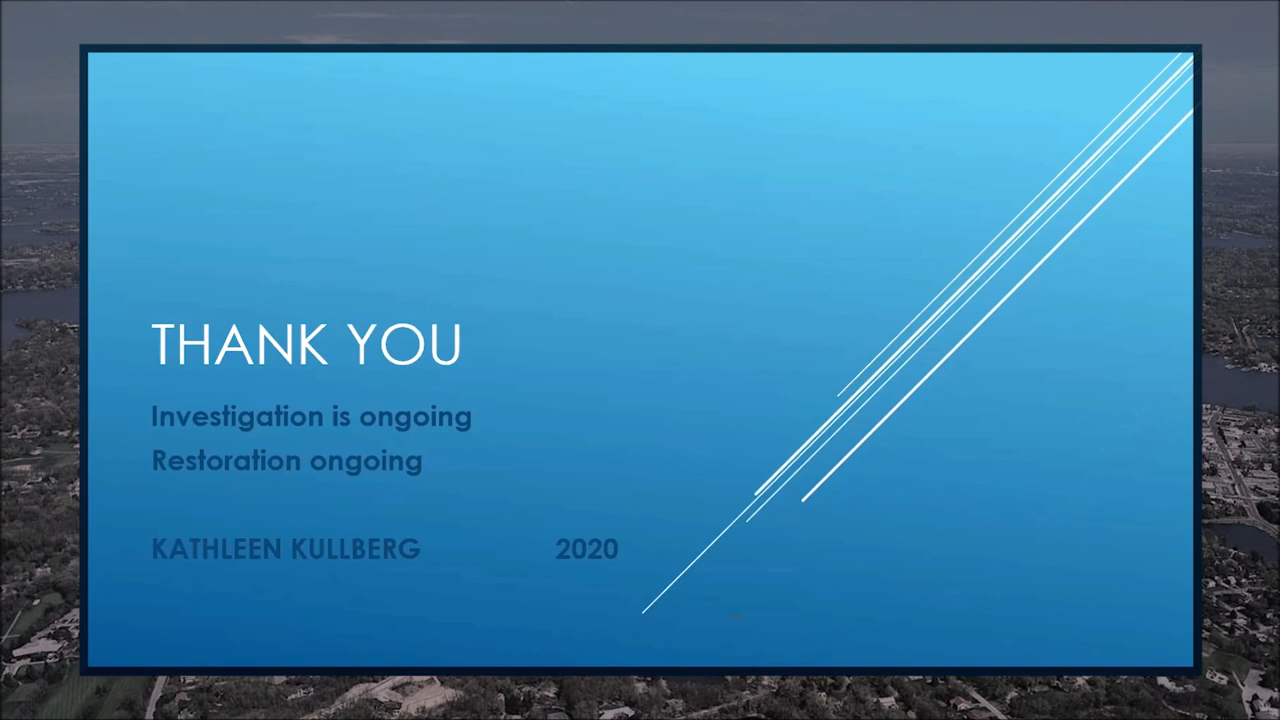 THANK YOU
Investigation is ongoing
Restoration ongoing
KATHLEEN KULLBERG 2020